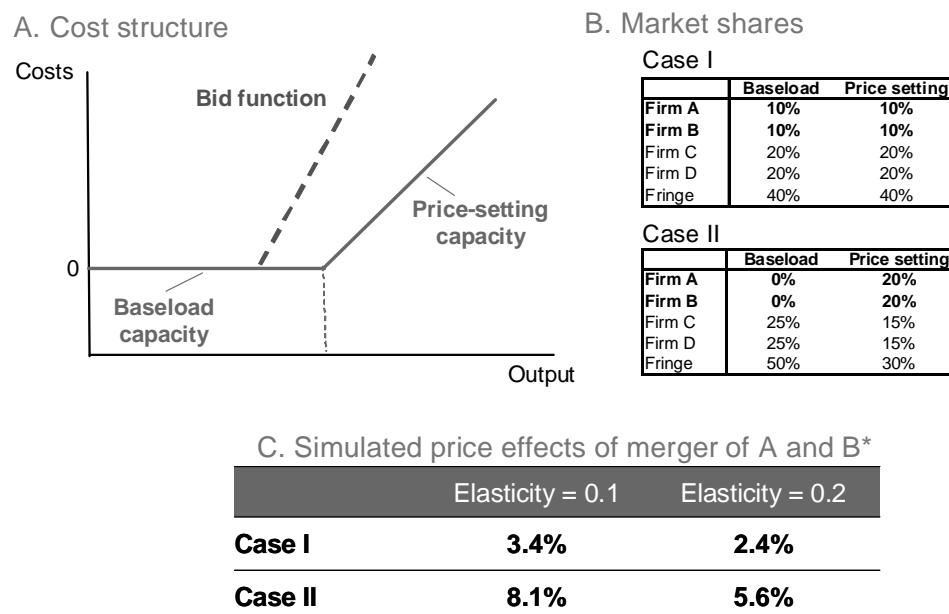 A. Cost structure
Costs
Bid function
Price-setting
capacity
0
Baseload
capacity
Output
B. Market shares
Case I
Baseload Price setting
Firm A 10% 10%
Firm B 10% 10%
Firm C 20% 20%
Firm D 20% 20%
Fringe 40% 40%
Case II
Baseload Price setting
Firm A 0% 20%
Firm B 0% 20%
Firm C 25% 15%
Firm D 25% 15%
Fringe 50% 30%
C. Simulated price effects of merger of A and B*
Elasticity = 0.1 Elasticity = 0.2
Case I 3.4% 2.4%
Case II 8.1% 5.6%